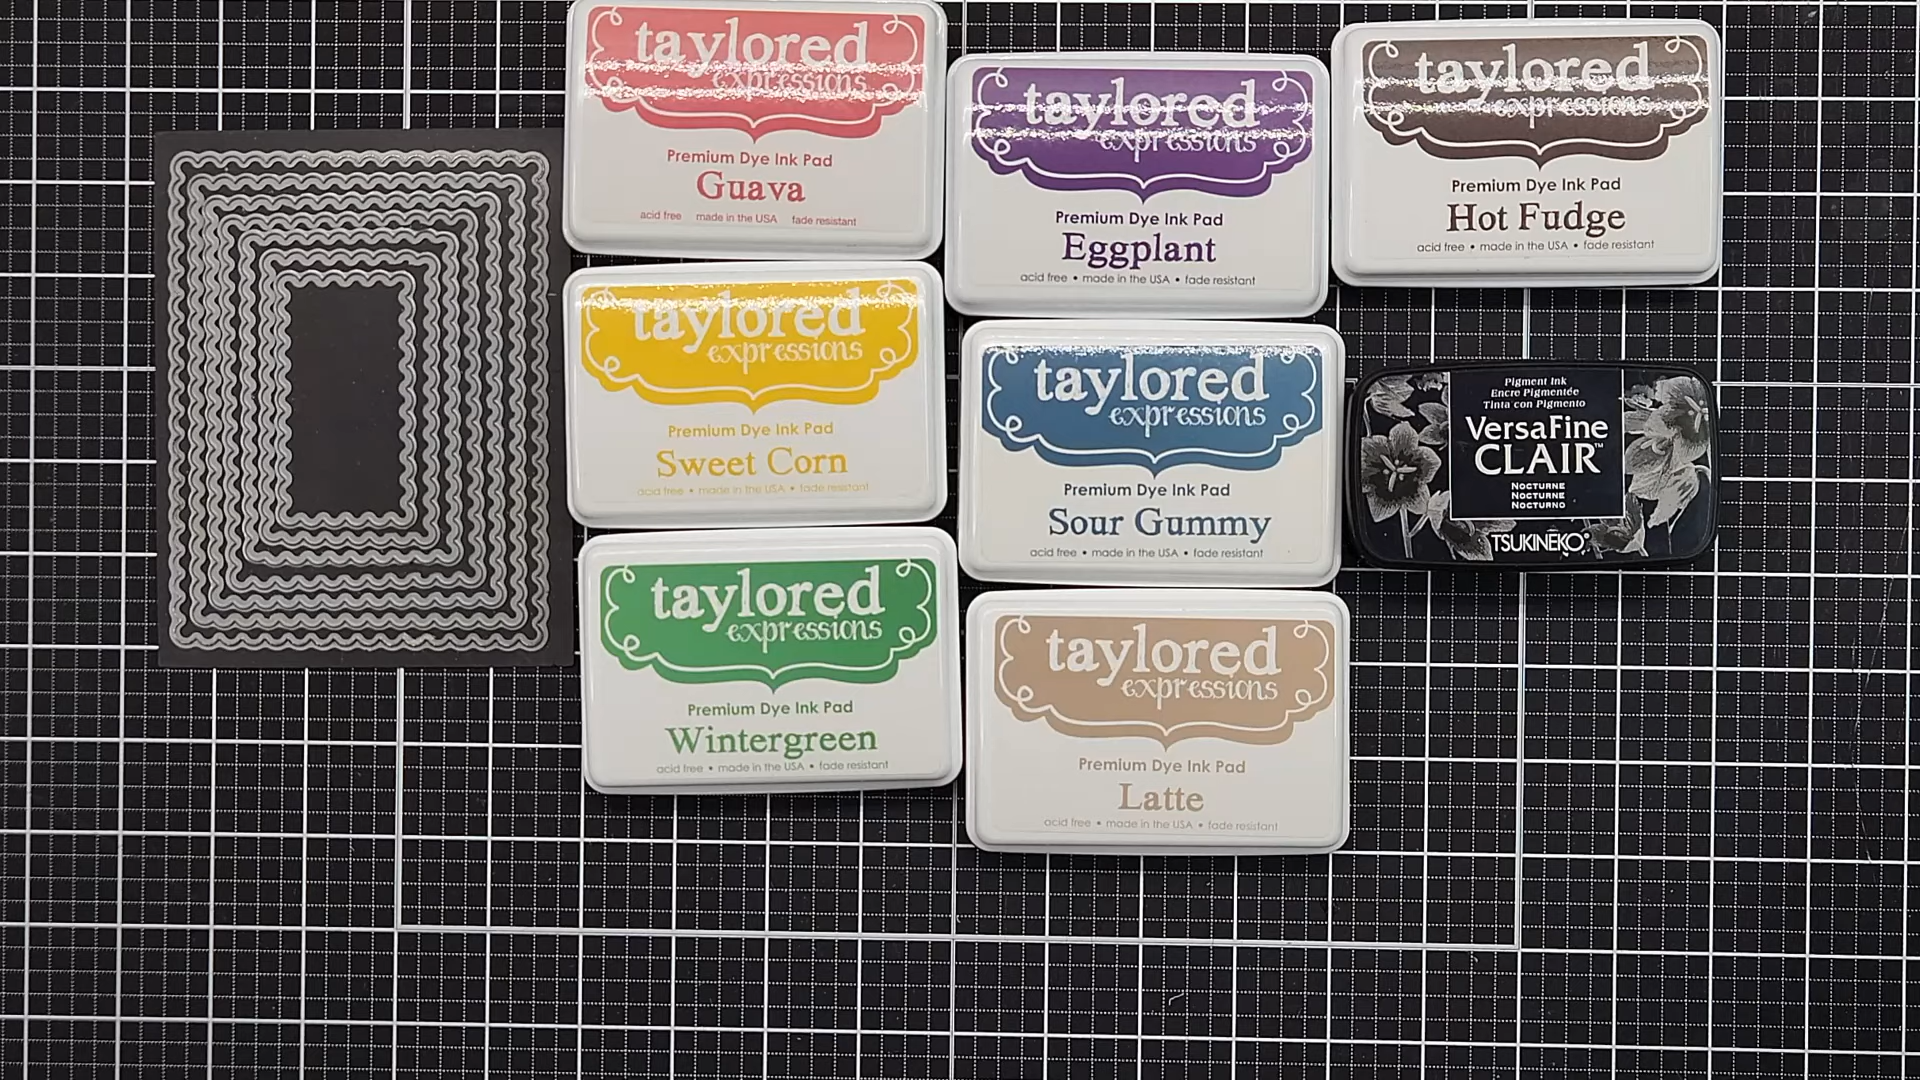 taylored
expressions
Premium Dye Ink Pad
Guava
acid free made in the USA fade resistant
taylored
expressions
Premium Dye Ink Pad
Sweet Corn
acid free • made in the USA • fade resistant
taylored
expressions
Premium Dye Ink Pad
Wintergreen
acid free • made in the USA • fade resistant
taylored
expressions
Premium Dye Ink Pad
Eggplant
acid free • made in the USA • fade resistant
taylored
expressions
Premium Dye Ink Pad
Sour Gummy
acid free • made in the USA • fade resistant
taylored
expressions
Premium Dye Ink Pad
Latte
acid free • made in the USA • fade resistant
taylored
expressions
Premium Dye Ink Pad
Hot Fudge
acid free • made in the USA • fade resistant
Pigment Ink
Encre Pigmentée
Tinta con Pigmento
VersaFine
CLAIR™
NOCTURNE
NOCTURNE
NOCTURNO
TSUKINEKO®